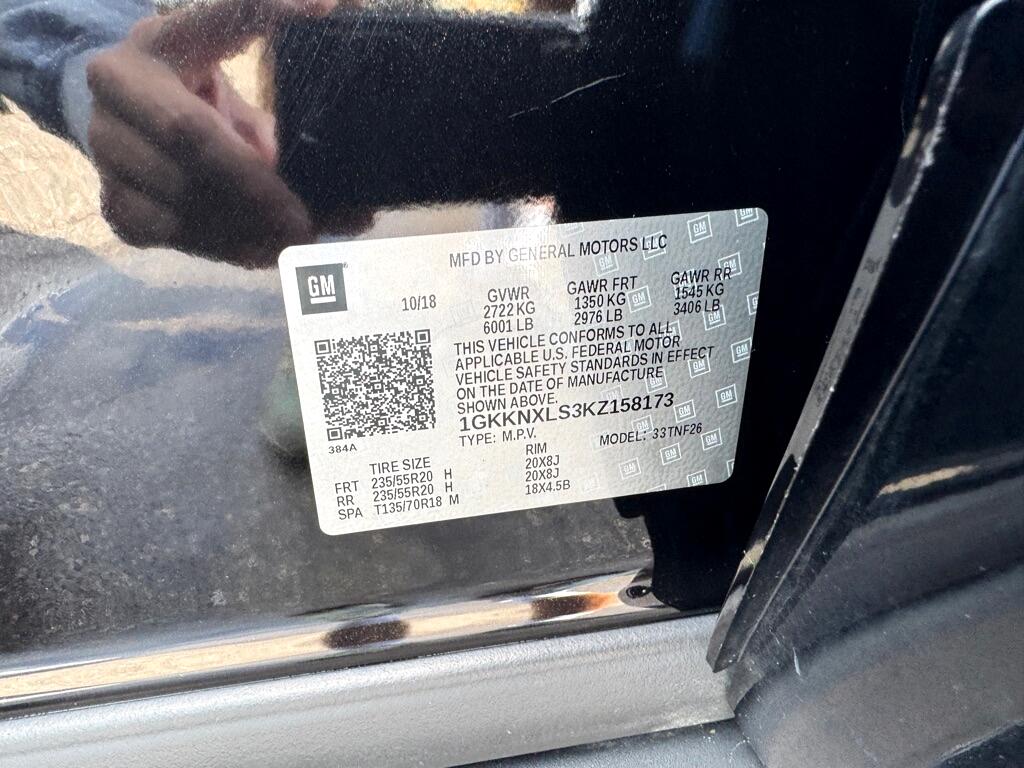 MFD BY GENERAL MOTORS LLC
GM
10/18
GVWR GAWR FRT GAWR RR
2722 KG 1350 KG 1545 KG
6001 LB 2976 LB 3406 LB
THIS VEHICLE CONFORMS TO ALL
APPLICABLE U.S. FEDERAL MOTOR
VEHICLE SAFETY STANDARDS IN EFFECT
ON THE DATE OF MANUFACTURE
SHOWN ABOVE.
1GKKNXLS3KZ158173
TYPE: M.P.V. MODEL: 33TNF26
384A
TIRE SIZE RIM
FRT 235/55R20 H 20X8J
RR 235/55R20 H 20X8J
SPA T135/70R18 M 18X4.5B